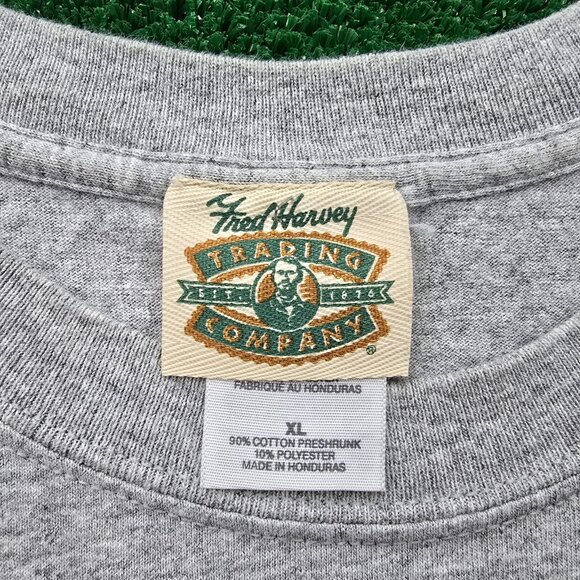 Fred Harvey
TRADING
EST. 1876
COMPANY
®
FABRIQUE AU HONDURAS
XL
90% COTTON PRESHRUNK
10% POLYESTER
MADE IN HONDURAS